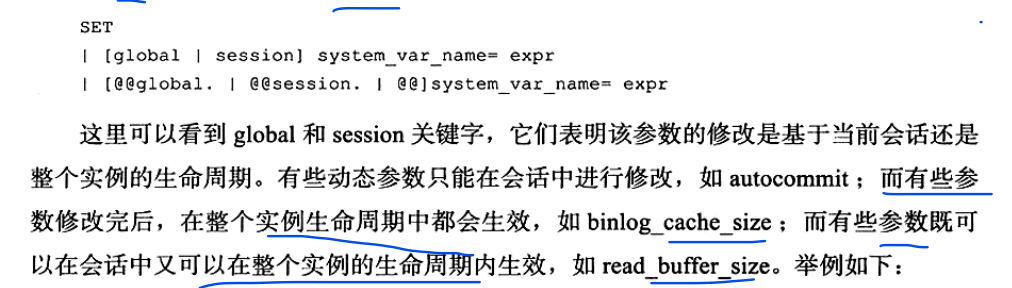 SET
| [global | session] system_var_name= expr
| [@@global. | @@session. | @@]system_var_name= expr
这里可以看到 global 和 session 关键字，它们表明该参数的修改是基于当前会话还是
整个实例的生命周期。有些动态参数只能在会话中进行修改，如 autocommit；而有些参
数修改完后，在整个实例生命周期中都会生效，如 binlog_cache_size；而有些参数既可
以在会话中又可以在整个实例的生命周期内生效，如 read_buffer_size。举例如下：